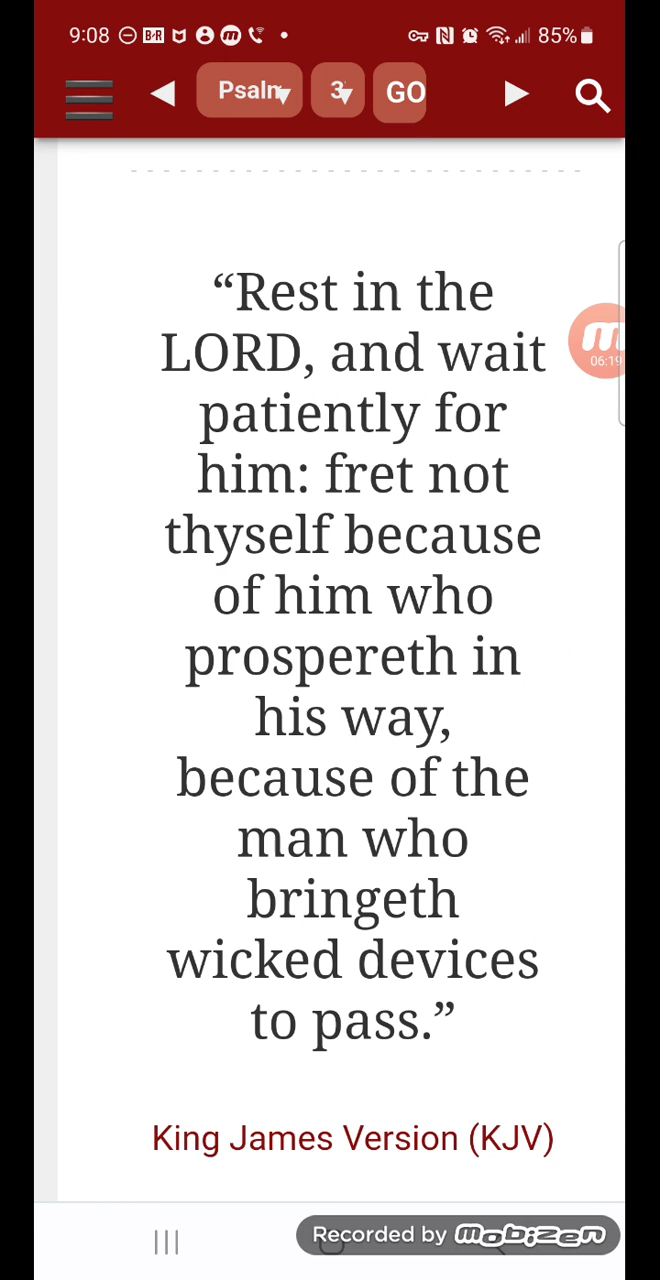 9:08 85%
Psalm 3 GO
“Rest in the
LORD, and wait
patiently for
him: fret not
thyself because
of him who
prospereth in
his way,
because of the
man who
bringeth
wicked devices
to pass.”
06:19
King James Version (KJV)
Recorded by mobizen